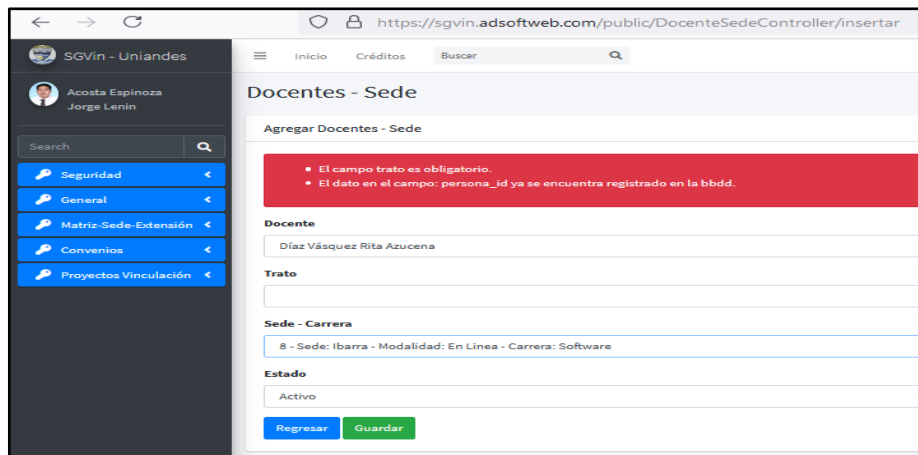 https://sgvin.adsoftweb.com/public/DocenteSedeController/insertar
SGVin - Uniandes
Inicio Créditos Buscar
Acosta Espinoza
Jorge Lenin
Docentes - Sede
Agregar Docentes - Sede
Search
El campo trato es obligatorio.
El dato en el campo: persona_id ya se encuentra registrado en la bbdd.
Seguridad
General
Matriz-Sede-Extensión
Convenios
Proyectos Vinculación
Docente
Díaz Vásquez Rita Azucena
Trato
Sede - Carrera
8 - Sede: Ibarra - Modalidad: En Linea - Carrera: Software
Estado
Activo
Regresar Guardar